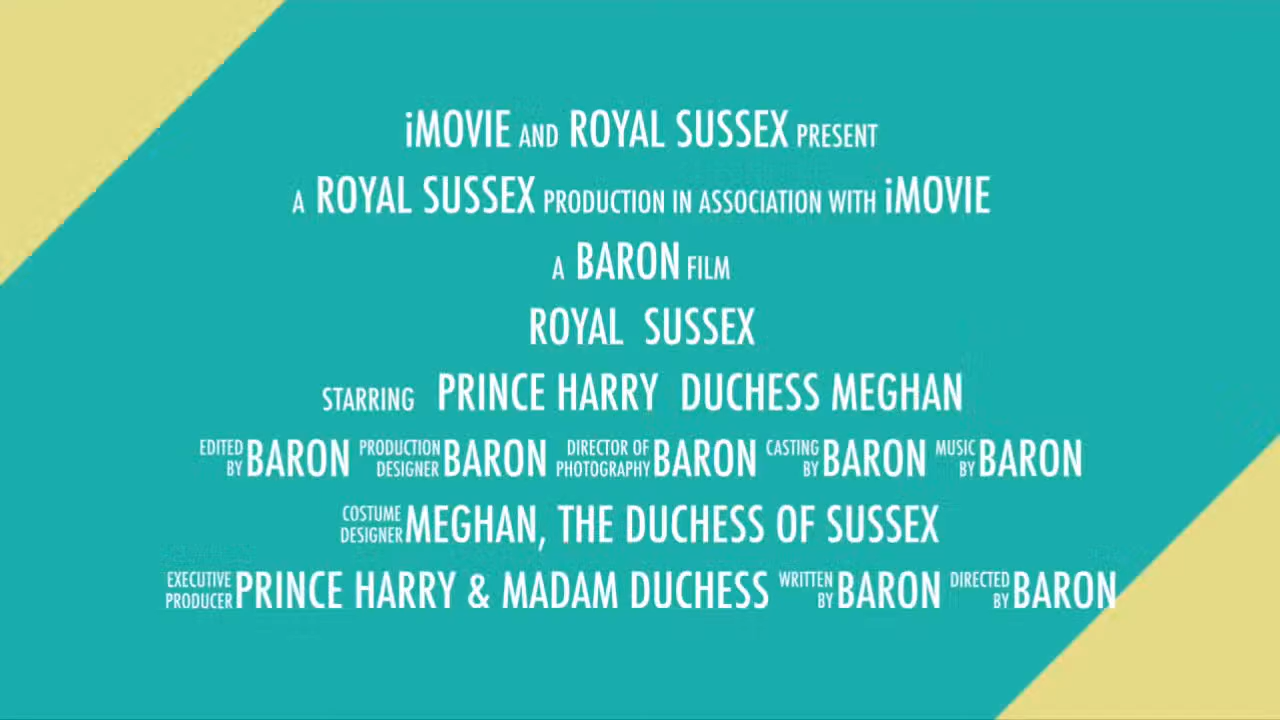 iMOVIE AND ROYAL SUSSEX PRESENT
A ROYAL SUSSEX PRODUCTION IN ASSOCIATION WITH iMOVIE
A BARON FILM
ROYAL SUSSEX
STARRING PRINCE HARRY DUCHESS MEGHAN
EDITED BY BARON PRODUCTION DESIGNER BARON DIRECTOR OF PHOTOGRAPHY BARON CASTING BY BARON MUSIC BY BARON
COSTUME DESIGNER MEGHAN, THE DUCHESS OF SUSSEX
EXECUTIVE PRODUCER PRINCE HARRY & MADAM DUCHESS WRITTEN BY BARON DIRECTED BY BARON